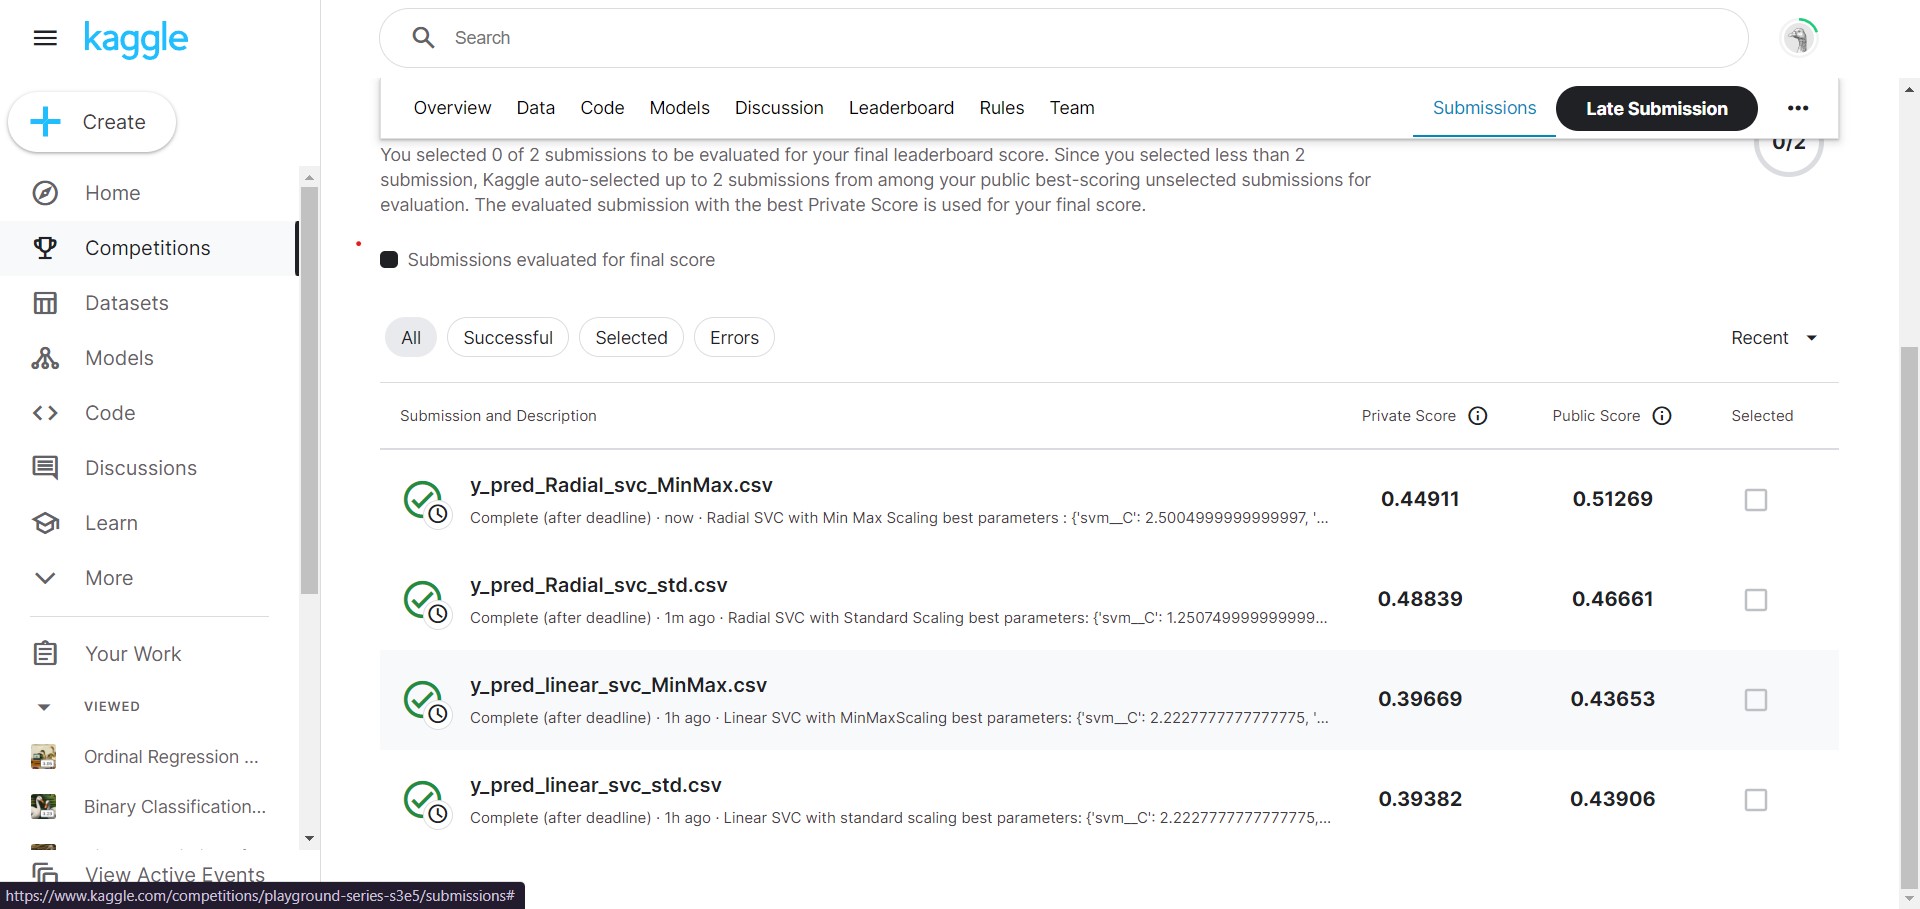 kaggle
Search
Create
Overview Data Code Models Discussion Leaderboard Rules Team Submissions Late Submission
You selected 0 of 2 submissions to be evaluated for your final leaderboard score. Since you selected less than 2
submission, Kaggle auto-selected up to 2 submissions from among your public best-scoring unselected submissions for
evaluation. The evaluated submission with the best Private Score is used for your final score.
0/2
Home
Competitions
Datasets
Models
Code
Discussions
Learn
More
Your Work
VIEWED
Ordinal Regression ...
Binary Classification...
View Active Events
Submissions evaluated for final score
All Successful Selected Errors Recent
Submission and Description Private Score Public Score Selected
y_pred_Radial_svc_MinMax.csv
Complete (after deadline) · now · Radial SVC with Min Max Scaling best parameters : {'svm__C': 2.5004999999999997, '...
0.44911 0.51269
y_pred_Radial_svc_std.csv
Complete (after deadline) · 1m ago · Radial SVC with Standard Scaling best parameters: {'svm__C': 1.250749999999999...
0.48839 0.46661
y_pred_linear_svc_MinMax.csv
Complete (after deadline) · 1h ago · Linear SVC with MinMaxScaling best parameters: {'svm__C': 2.2227777777777775, '...
0.39669 0.43653
y_pred_linear_svc_std.csv
Complete (after deadline) · 1h ago · Linear SVC with standard scaling best parameters: {'svm__C': 2.2227777777777775,...
0.39382 0.43906
https://www.kaggle.com/competitions/playground-series-s3e5/submissions#